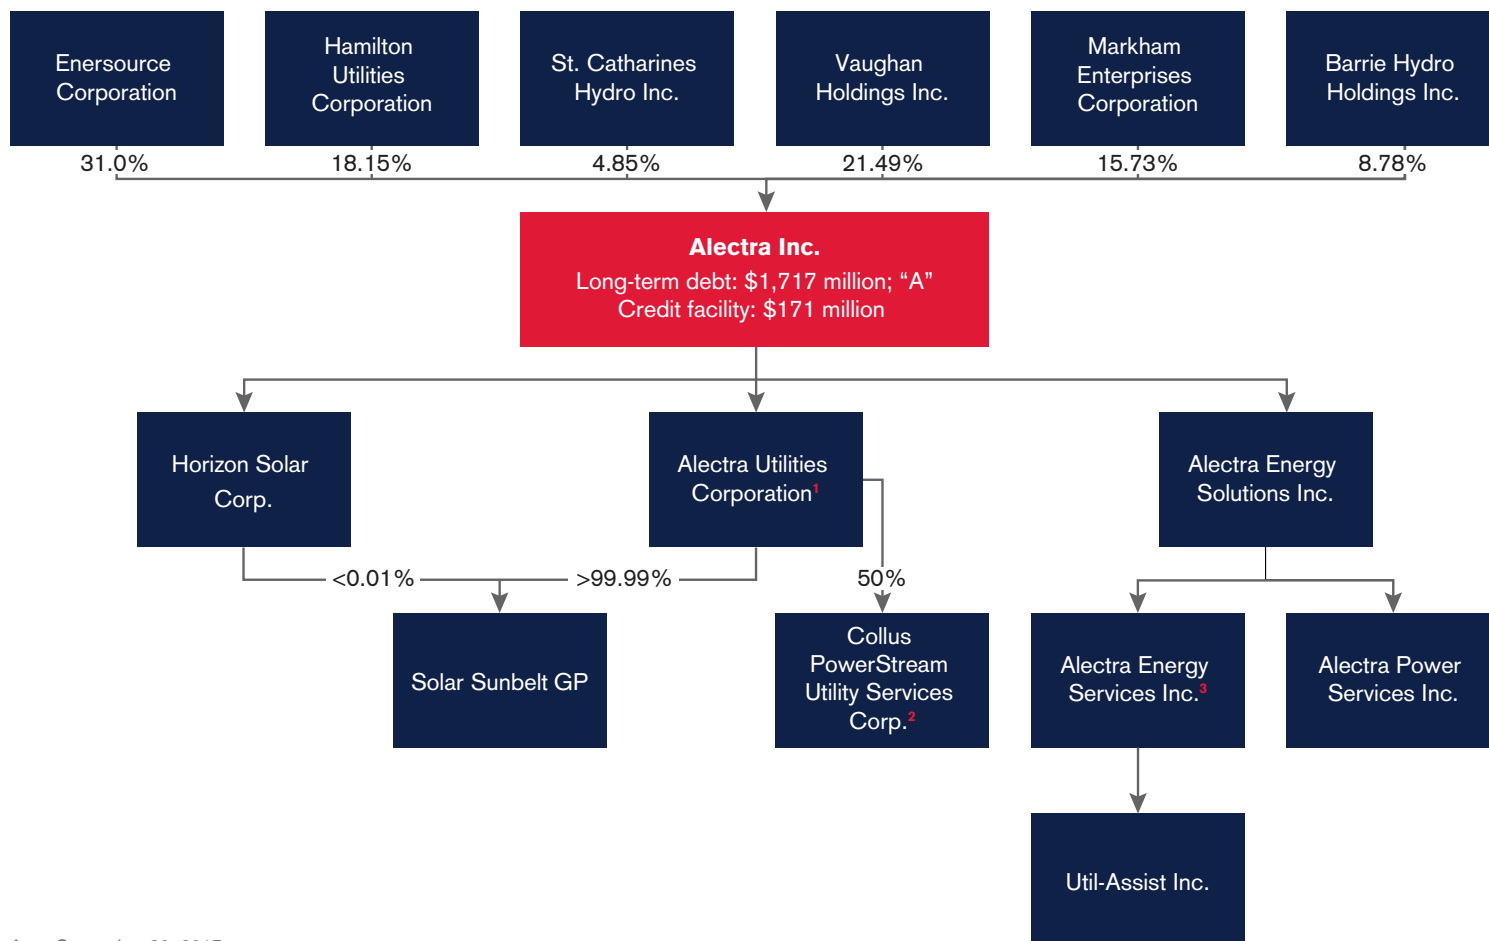 Enersource
Corporation
Hamilton
Utilities
Corporation
St. Catharines
Hydro Inc.
Vaughan
Holdings Inc.
Markham
Enterprises
Corporation
Barrie Hydro
Holdings Inc.
31.0%
18.15%
4.85%
21.49%
15.73%
8.78%
Alectra Inc.
Long-term debt: $1,717 million; “A”
Credit facility: $171 million
Horizon Solar
Corp.
Alectra Utilities
Corporation¹
Alectra Energy
Solutions Inc.
<0.01%
>99.99%
50%
Solar Sunbelt GP
Collus
PowerStream
Utility Services
Corp.²
Alectra Energy
Services Inc.³
Alectra Power
Services Inc.
Util-Assist Inc.